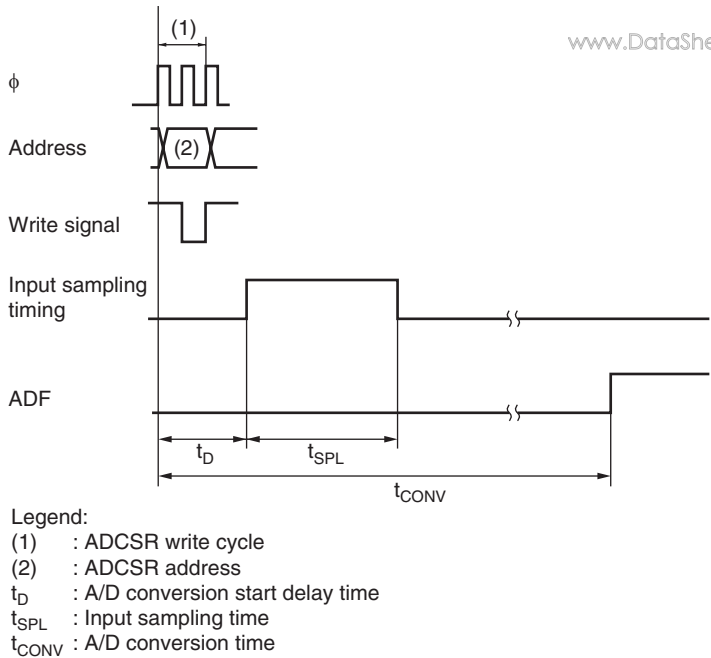 (1)
www.DataShe
ϕ
Address
(2)
Write signal
Input sampling
timing
ADF
tD
tSPL
tCONV
Legend:
(1) : ADCSR write cycle
(2) : ADCSR address
tD : A/D conversion start delay time
tSPL : Input sampling time
tCONV : A/D conversion time